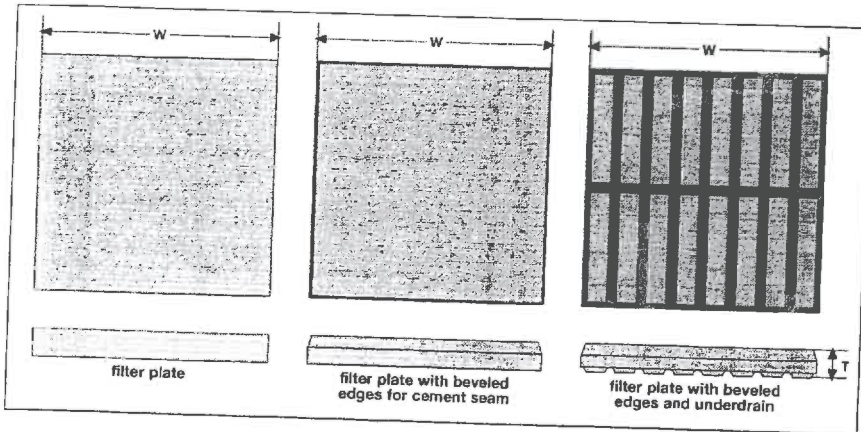 W
W
W
T
filter plate
filter plate with beveled
edges for cement seam
filter plate with beveled
edges and underdrain